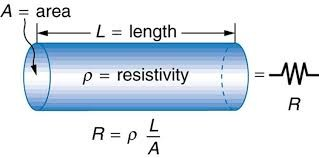 A = area
L = length
ρ = resistivity
=
R
R = ρ L/A